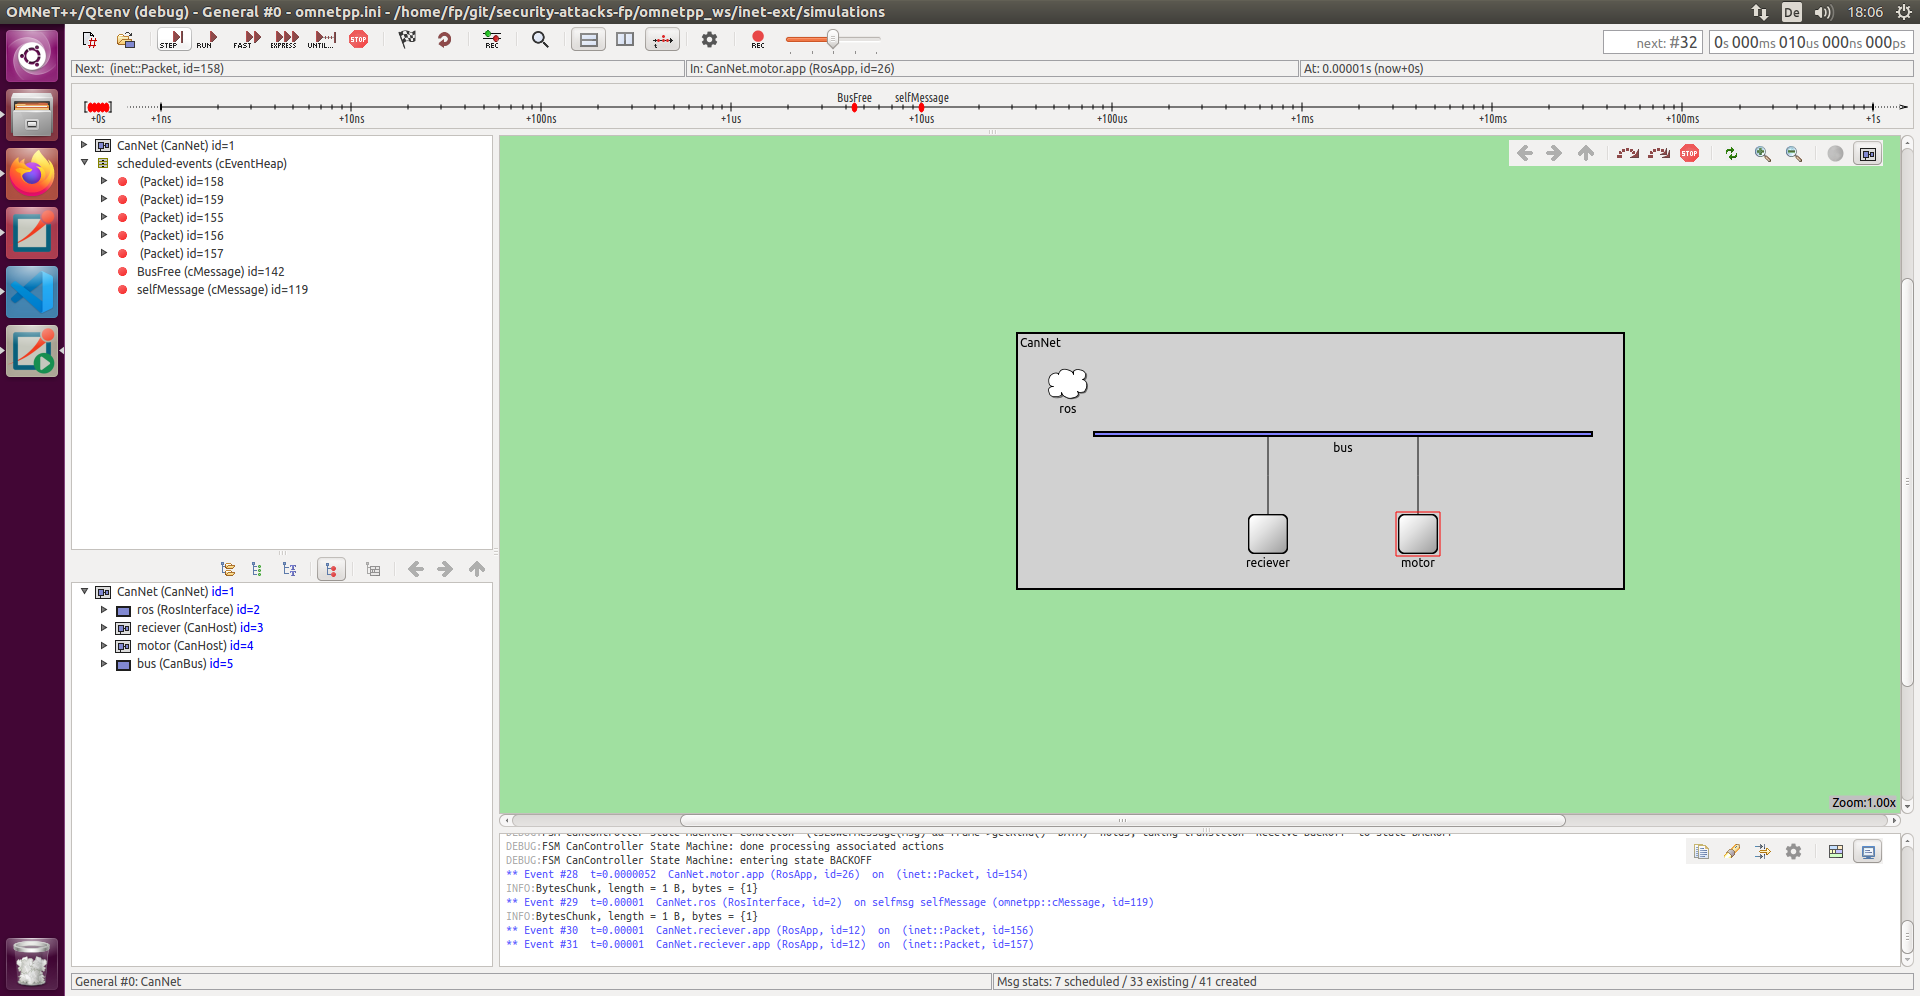 OMNeT++/Qtenv (debug) - General #0 - omnetpp.ini - /home/fp/git/security-attacks-fp/omnetpp_ws/inet-ext/simulations
De
18:06
STEP
RUN
FAST
EXPRESS
UNTIL...
STOP
REC
REC
next: #32
0s 000ms 010us 000ns 000ps
Next: (inet::Packet, id=158)
In: CanNet.motor.app (RosApp, id=26)
At: 0.00001s (now+0s)
BusFree
selfMessage
+0s
+1ns
+10ns
+100ns
+1us
+10us
+100us
+1ms
+10ms
+100ms
+1s
CanNet (CanNet) id=1
scheduled-events (cEventHeap)
(Packet) id=158
(Packet) id=159
(Packet) id=155
(Packet) id=156
(Packet) id=157
BusFree (cMessage) id=142
selfMessage (cMessage) id=119
STOP
CanNet
ros
bus
reciever
motor
Zoom:1.00x
CanNet (CanNet) id=1
ros (RosInterface) id=2
reciever (CanHost) id=3
motor (CanHost) id=4
bus (CanBus) id=5
DEBUG:FSM CanController State Machine: done processing associated actions
DEBUG:FSM CanController State Machine: entering state BACKOFF
** Event #28  t=0.0000052  CanNet.motor.app (RosApp, id=26)  on  (inet::Packet, id=154)
INFO:BytesChunk, length = 1 B, bytes = {1}
** Event #29  t=0.00001  CanNet.ros (RosInterface, id=2)  on selfmsg selfMessage (omnetpp::cMessage, id=119)
INFO:BytesChunk, length = 1 B, bytes = {1}
** Event #30  t=0.00001  CanNet.reciever.app (RosApp, id=12)  on  (inet::Packet, id=156)
** Event #31  t=0.00001  CanNet.reciever.app (RosApp, id=12)  on  (inet::Packet, id=157)
General #0: CanNet
Msg stats: 7 scheduled / 33 existing / 41 created